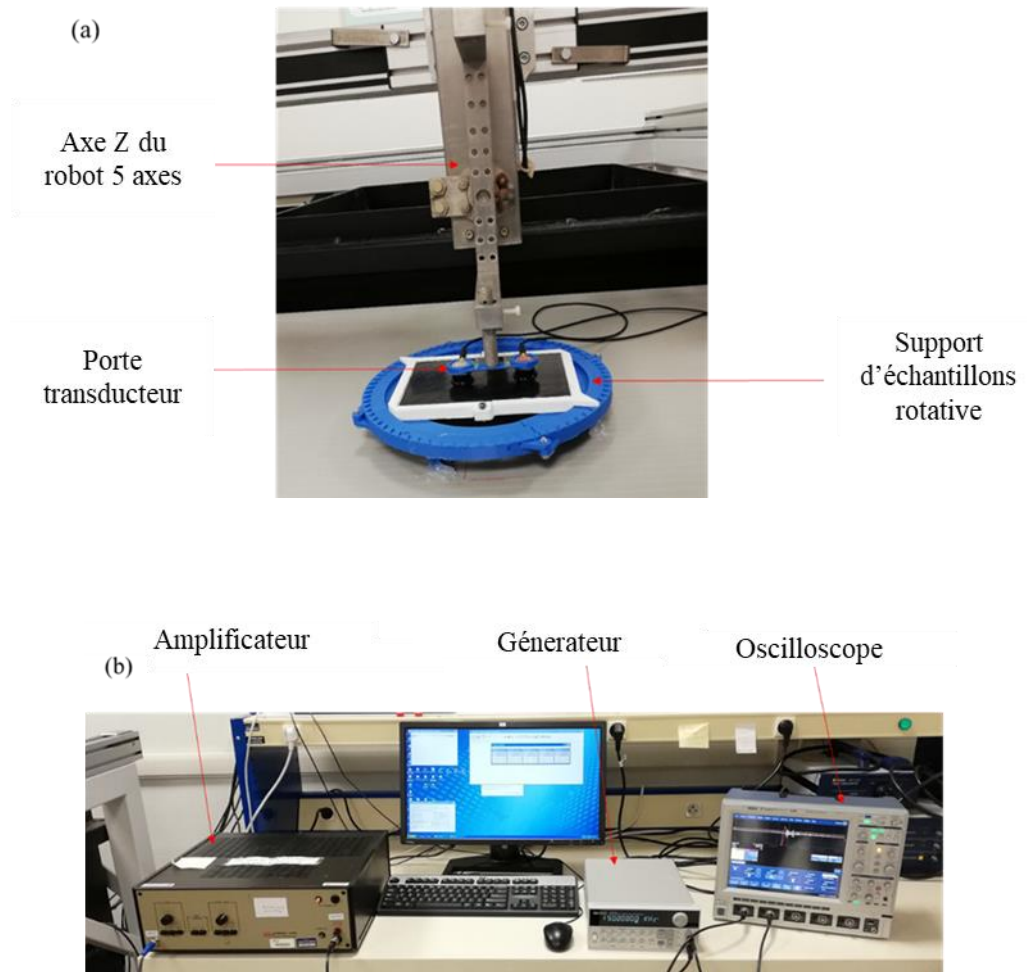 (a)
Axe Z du
robot 5 axes
Porte
transducteur
Support
d’échantillons
rotative
Amplificateur
Génerateur
Oscilloscope
(b)